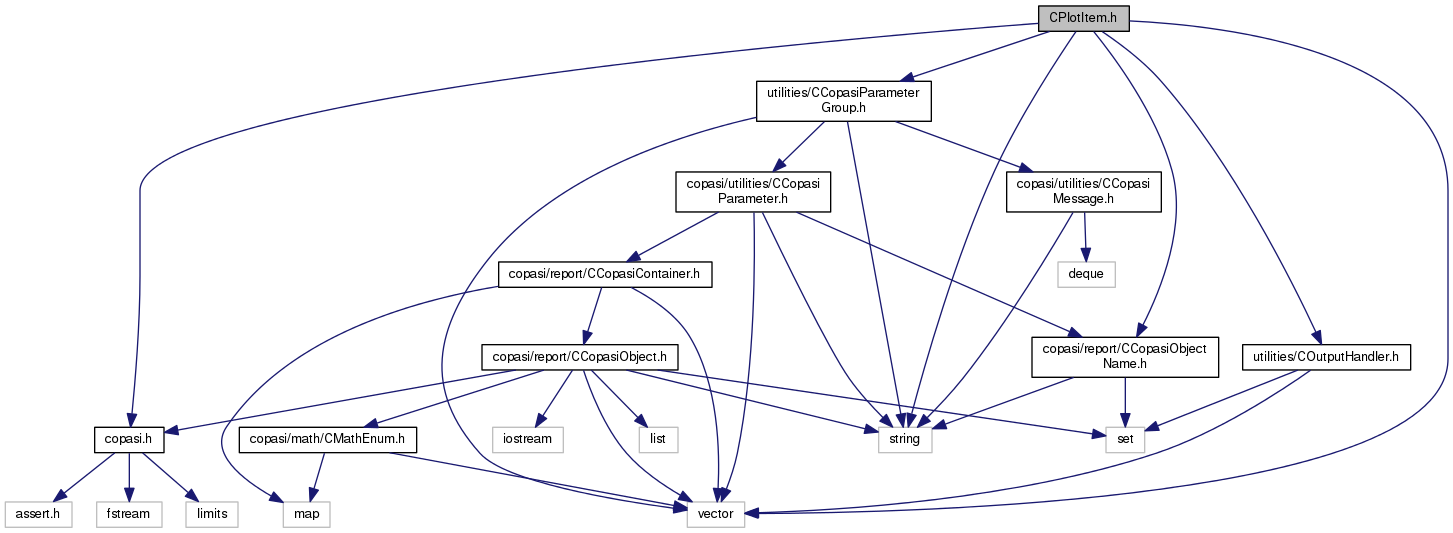 CPlotItem.h
utilities/CCopasiParameter
Group.h
copasi/utilities/CCopasi
Parameter.h
copasi/utilities/CCopasi
Message.h
copasi/report/CCopasiContainer.h
deque
copasi/report/CCopasiObject.h
copasi/report/CCopasiObject
Name.h
utilities/COutputHandler.h
copasi.h
copasi/math/CMathEnum.h
iostream
list
string
set
assert.h
fstream
limits
map
vector